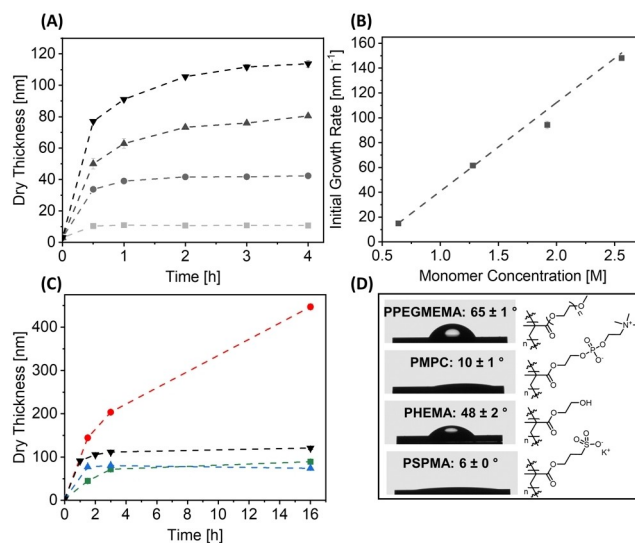 (A)
Dry Thickness [nm]
120
100
80
60
40
20
0
0 1 2 3 4
Time [h]
(B)
Initial Growth Rate [nm h⁻¹]
160
140
120
100
80
60
40
20
0
0.5 1.0 1.5 2.0 2.5
Monomer Concentration [M]
(C)
Dry Thickness [nm]
400
300
200
100
0
0 2 4 6 8 10 12 14 16
Time [h]
(D)
PPEGMEMA: 65 ± 1 °
O O O n
n
PMPC: 10 ± 1 °
O O O P O O⁻ O N⁺
n
PHEMA: 48 ± 2 °
O O OH
n
PSPMA: 6 ± 0 °
O O O S O O⁻ K⁺
n